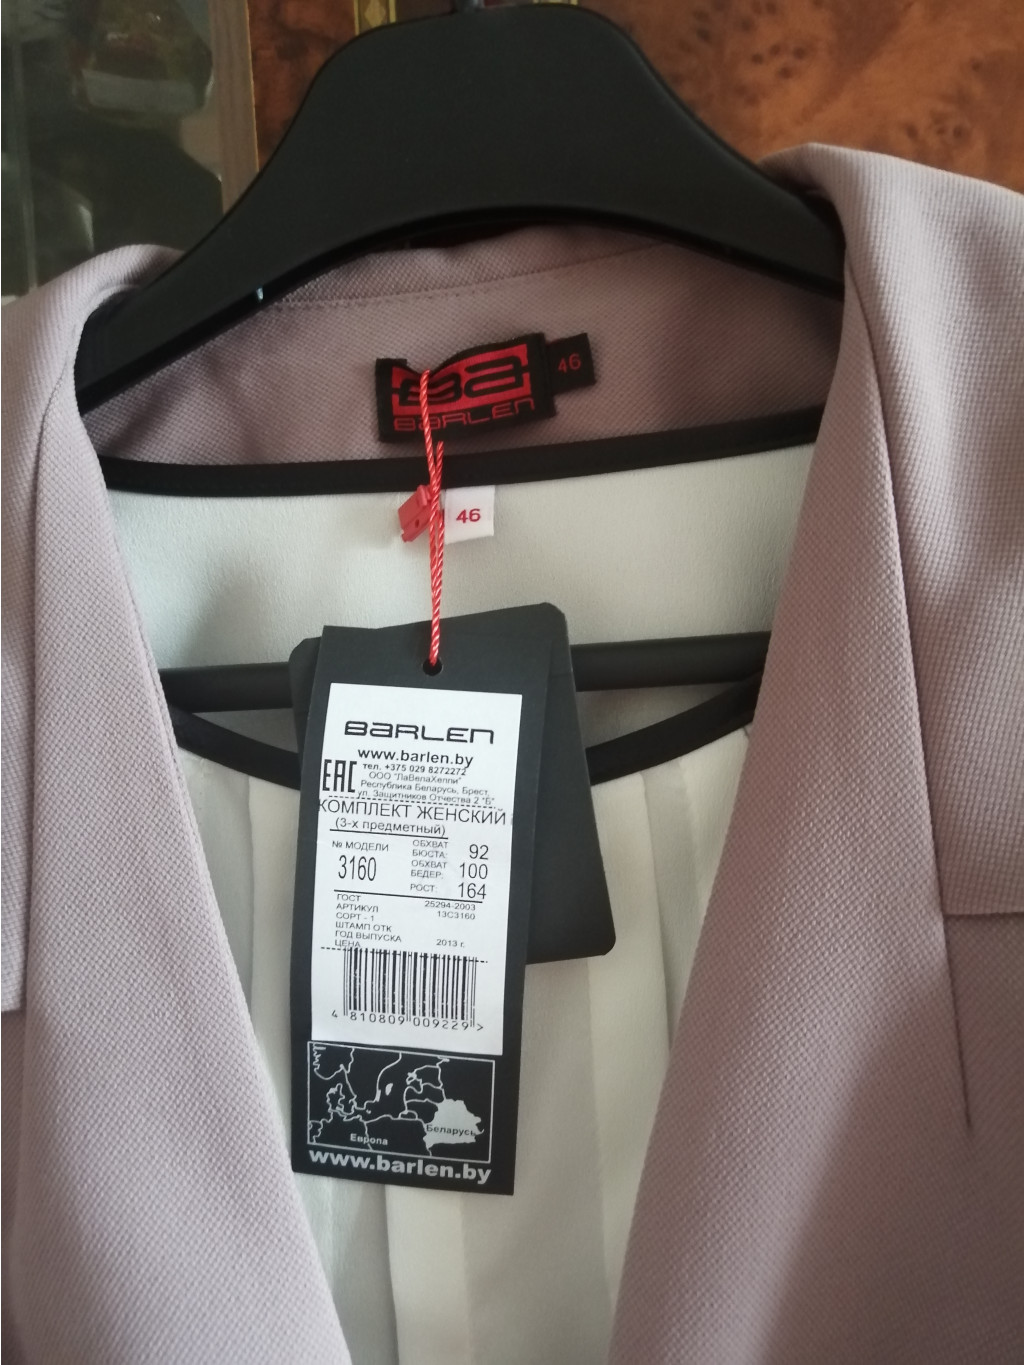 BARLEN
46
46
BARLEN
www.barlen.by
тел. +375 029 8272272
ООО "ЛаВелаХелпи"
Республика Беларусь, Брест,
ул. Защитников Отчества 2 "Б"
EAC
КОМПЛЕКТ ЖЕНСКИЙ
(3-х предметный)
№ МОДЕЛИ
3160
ОБХВАТ
БЮСТА: 92
ОБХВАТ
БЕДЕР: 100
РОСТ: 164
ГОСТ 25294-2003
АРТИКУЛ 13С3160
СОРТ - 1
ШТАМП ОТК
ГОД ВЫПУСКА 2013 г.
ЦЕНА
4 810809 009229 >
Европа
Беларусь
www.barlen.by